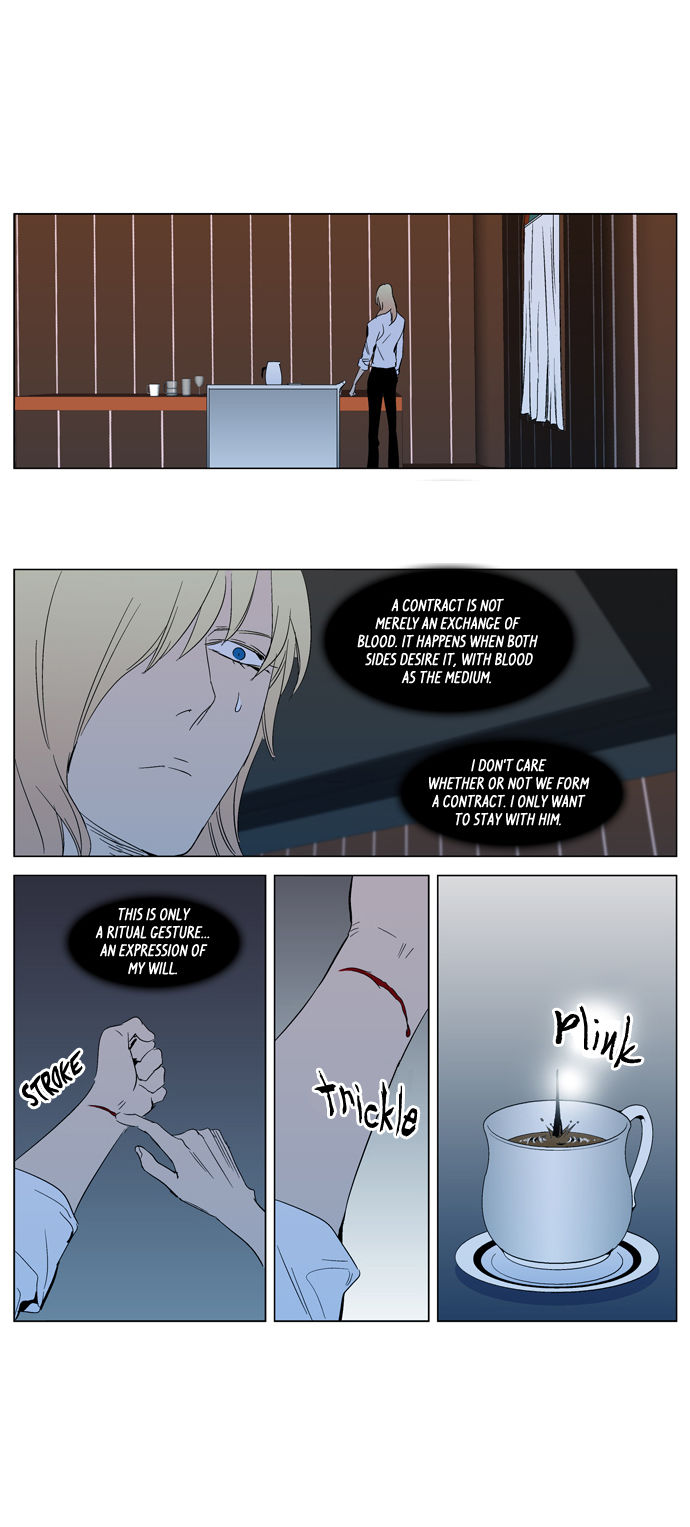 A CONTRACT IS NOT
MERELY AN EXCHANGE OF
BLOOD. IT HAPPENS WHEN BOTH
SIDES DESIRE IT, WITH BLOOD
AS THE MEDIUM.
I DON'T CARE
WHETHER OR NOT WE FORM
A CONTRACT. I ONLY WANT
TO STAY WITH HIM.
THIS IS ONLY
A RITUAL GESTURE...
AN EXPRESSION OF
MY WILL.
STROKE
trickle
Plink